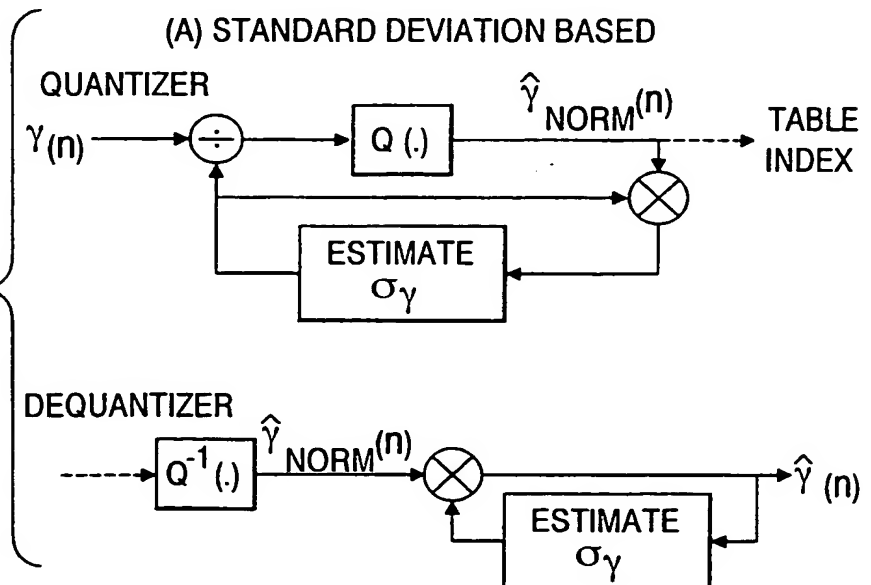 (A) STANDARD DEVIATION BASED
QUANTIZER
γ(n)
÷
Q (.)
γ̂NORM(n)
TABLE
INDEX
ESTIMATE
σγ
DEQUANTIZER
Q⁻¹ (.)
γ̂NORM(n)
γ̂ (n)
ESTIMATE
σγ